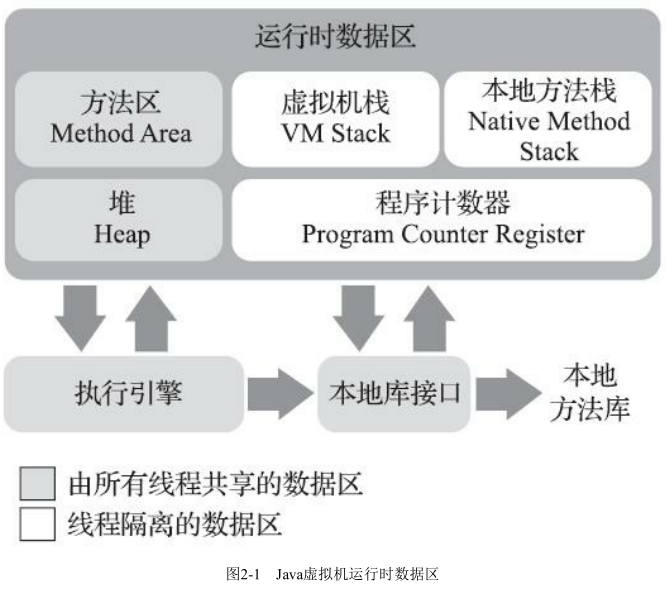 运行时数据区
方法区
Method Area
虚拟机栈
VM Stack
本地方法栈
Native Method
Stack
堆
Heap
程序计数器
Program Counter Register
执行引擎
本地库接口
本地
方法库
由所有线程共享的数据区
线程隔离的数据区
图2-1 Java虚拟机运行时数据区